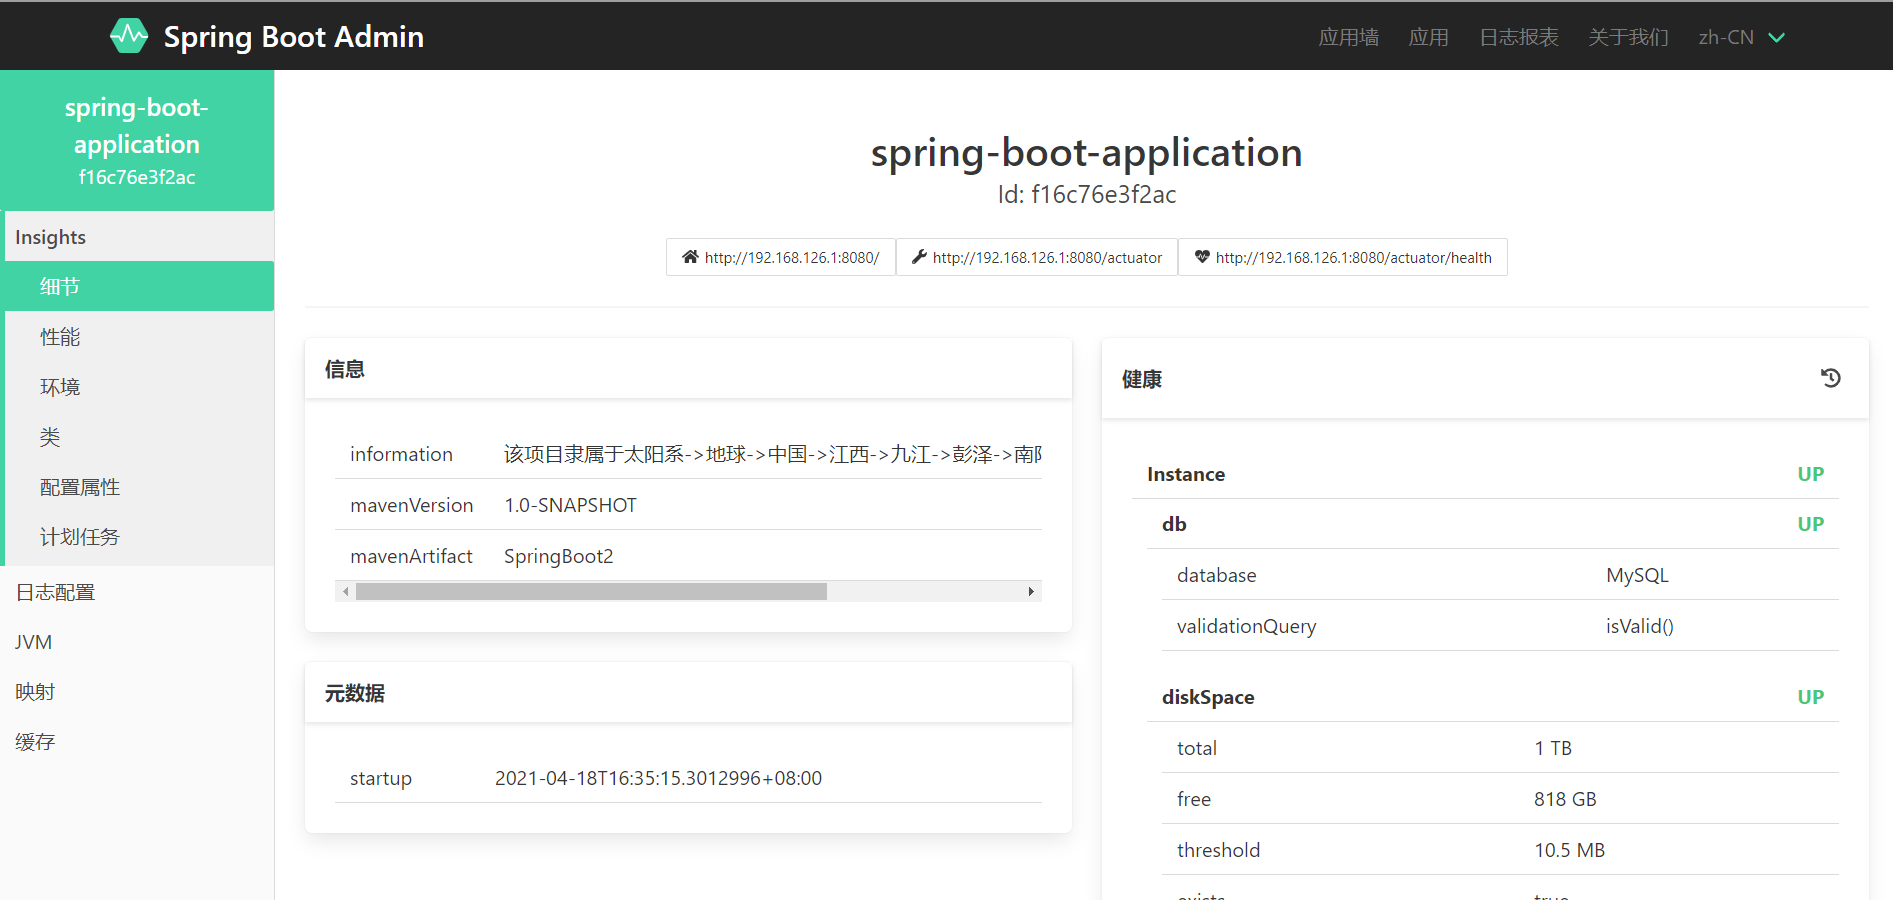 Spring Boot Admin
应用墙 应用 日志报表 关于我们 zh-CN
spring-boot-
application
f16c76e3f2ac
Insights
细节
性能
环境
类
配置属性
计划任务
日志配置
JVM
映射
缓存
spring-boot-application
Id: f16c76e3f2ac
http://192.168.126.1:8080/ http://192.168.126.1:8080/actuator http://192.168.126.1:8080/actuator/health
信息
information 该项目隶属于太阳系->地球->中国->江西->九江->彭泽->南
mavenVersion 1.0-SNAPSHOT
mavenArtifact SpringBoot2
元数据
startup 2021-04-18T16:35:15.3012996+08:00
健康
Instance UP
db UP
database MySQL
validationQuery isValid()
diskSpace UP
total 1 TB
free 818 GB
threshold 10.5 MB
exists true